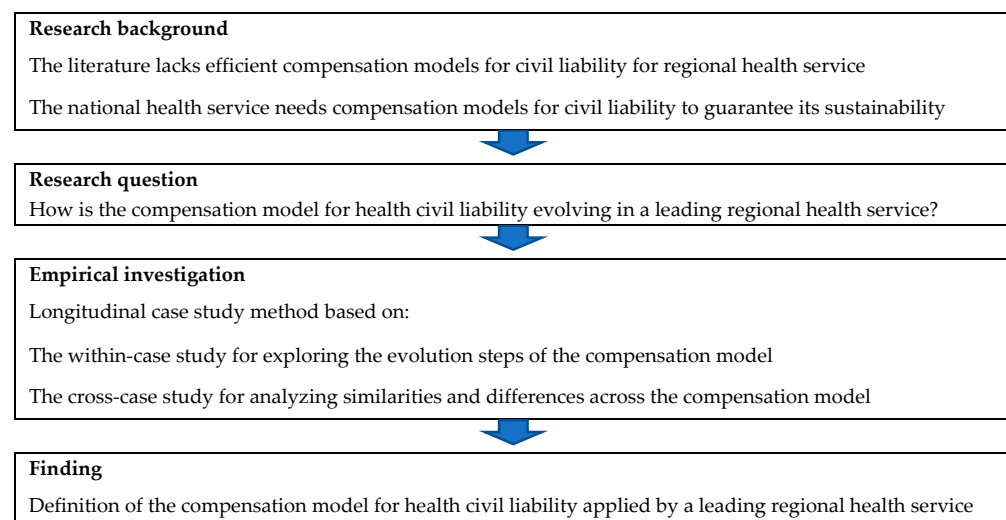 Research background
The literature lacks efficient compensation models for civil liability for regional health service
The national health service needs compensation models for civil liability to guarantee its sustainability
Research question
How is the compensation model for health civil liability evolving in a leading regional health service?
Empirical investigation
Longitudinal case study method based on:
The within-case study for exploring the evolution steps of the compensation model
The cross-case study for analyzing similarities and differences across the compensation model
Finding
Definition of the compensation model for health civil liability applied by a leading regional health service